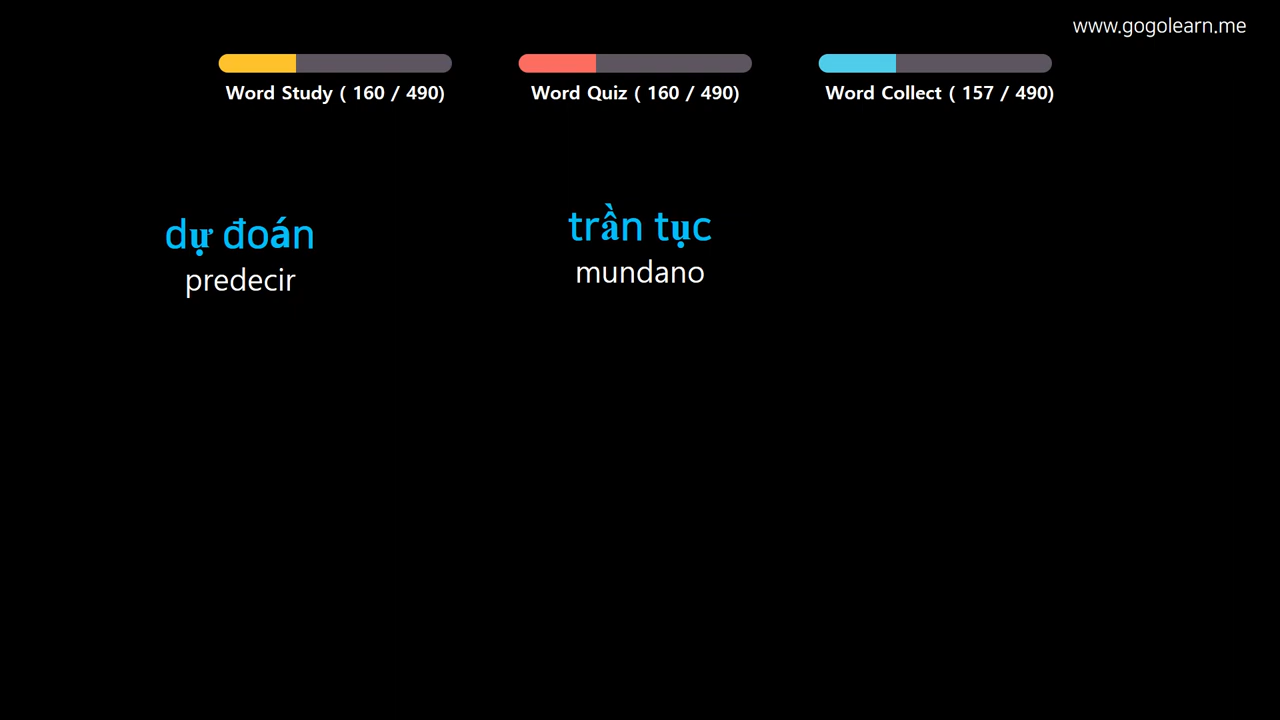 www.gogolearn.me
Word Study ( 160 / 490)
Word Quiz ( 160 / 490)
Word Collect ( 157 / 490)
dự đoán
predecir
trần tục
mundano